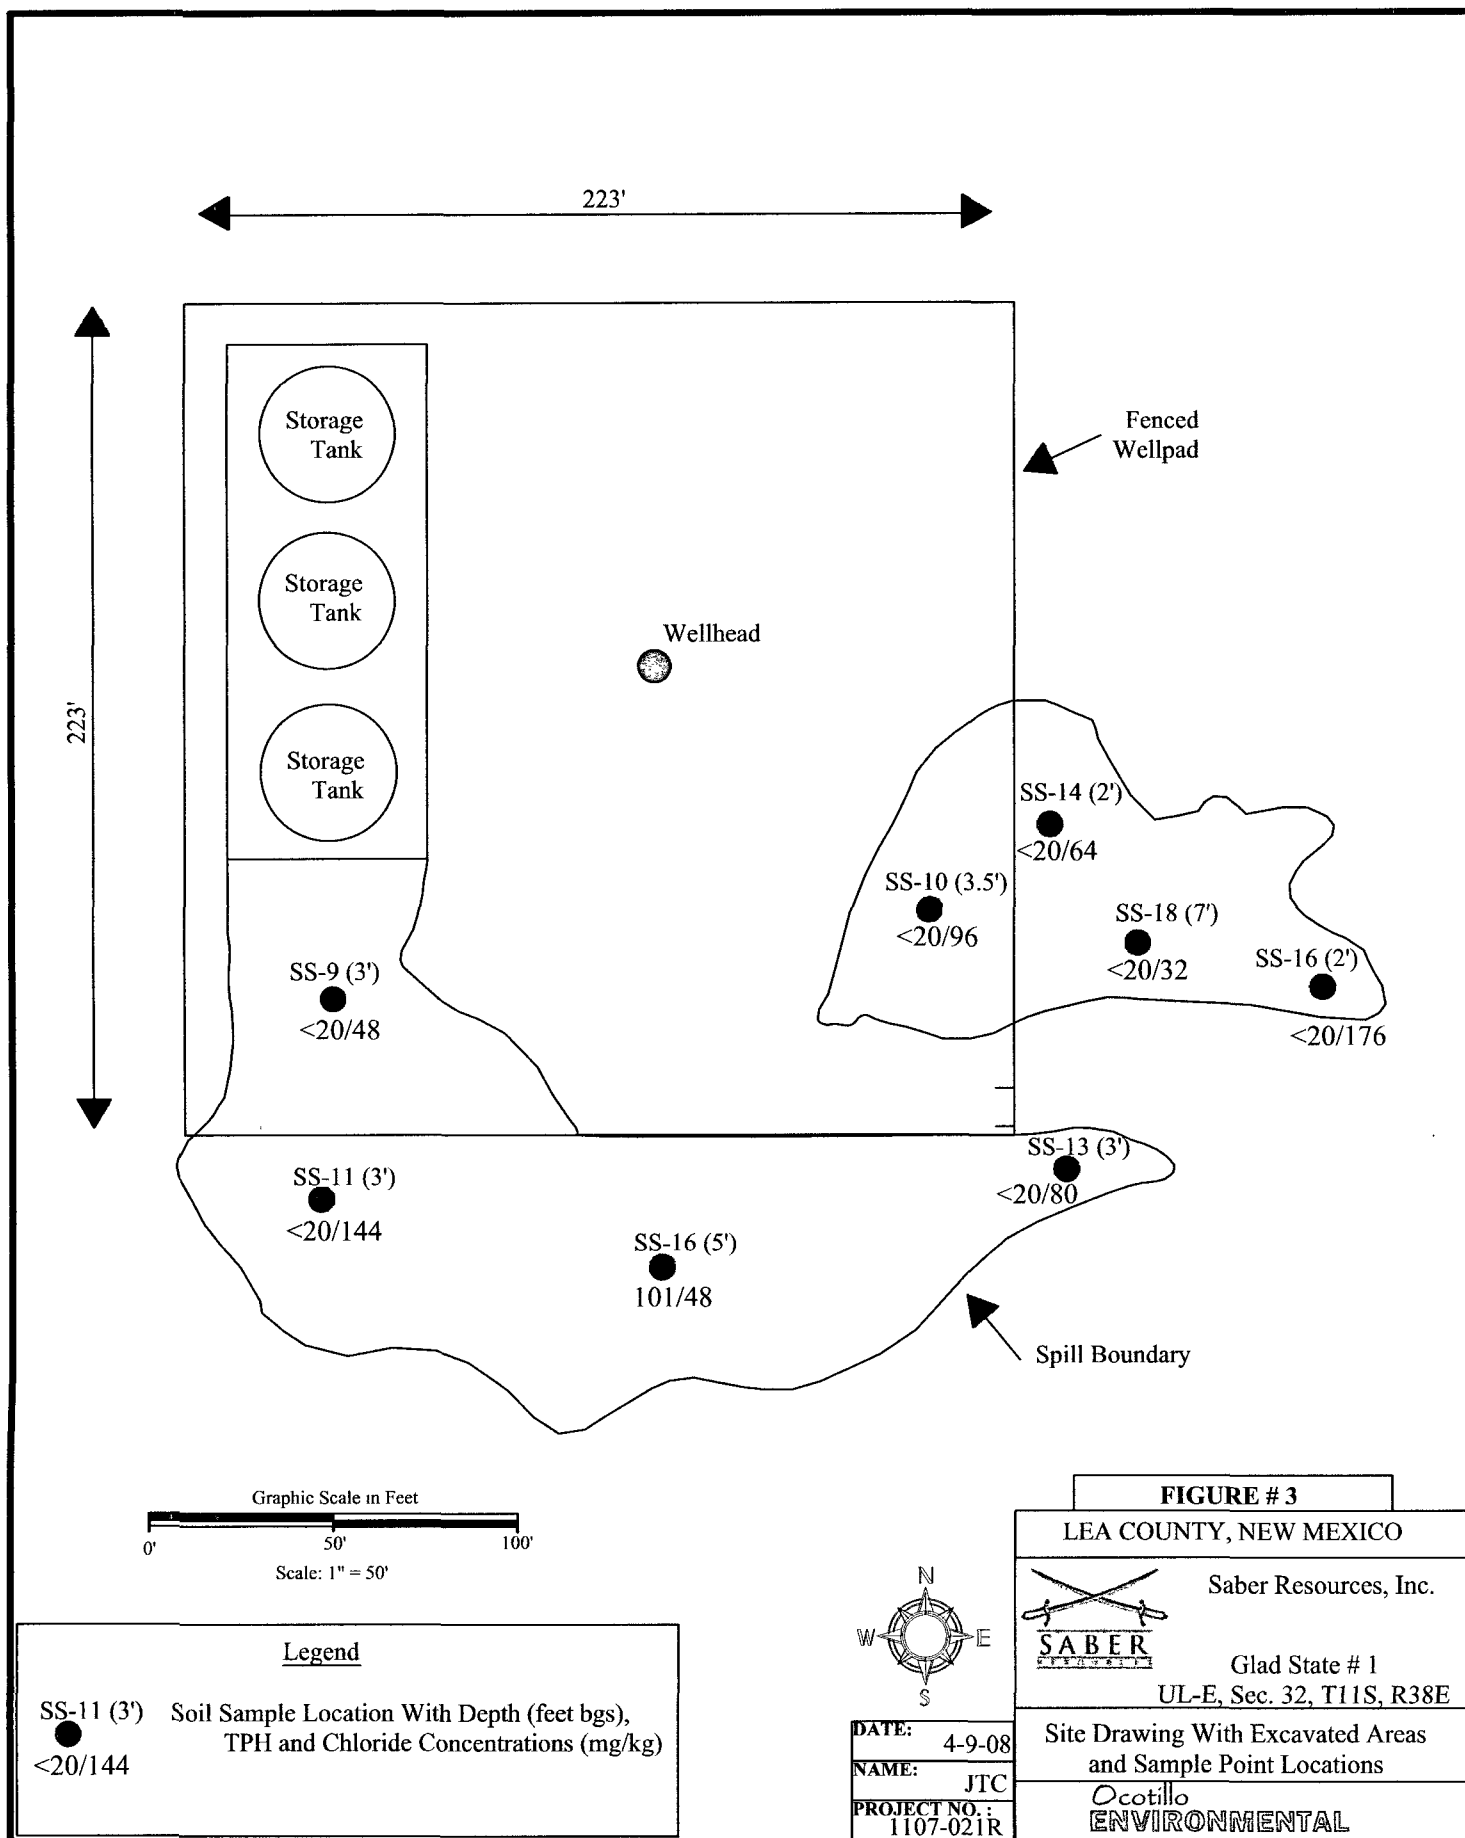 223'
223'
Storage
Tank
Storage
Tank
Storage
Tank
Wellhead
Fenced
Wellpad
SS-14 (2')
<20/64
SS-10 (3.5')
<20/96
SS-18 (7')
<20/32
SS-16 (2')
<20/176
SS-9 (3')
<20/48
SS-13 (3')
<20/80
SS-11 (3')
<20/144
SS-16 (5')
101/48
Spill Boundary
Graphic Scale in Feet
0' 50' 100'
Scale: 1" = 50'
Legend
SS-11 (3')
<20/144
Soil Sample Location With Depth (feet bgs),
TPH and Chloride Concentrations (mg/kg)
N
W E
S
FIGURE # 3
LEA COUNTY, NEW MEXICO
Saber Resources, Inc.
SABER
RESOURCES
Glad State # 1
UL-E, Sec. 32, T11S, R38E
DATE: 4-9-08
NAME: JTC
PROJECT NO. :
1107-021R
Site Drawing With Excavated Areas
and Sample Point Locations
Ocotillo
ENVIRONMENTAL